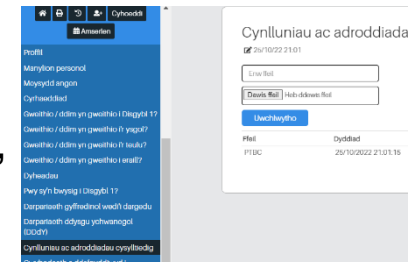 Cyhoeddi
Amserlen
Proffil
Manylion personol
Maysydd angen
Cyrhaeddiad
Gweithio / ddim yn gweithio i Disgybl 1?
Gweithio / ddim yn gweithio i'r ysgol?
Gweithio / ddim yn gweithio i'r teulu?
Gweithio / ddim yn gweithio i eraill?
Dyheadau
Pwy sy'n bwysig i Disgybl 1?
Darpariaeth gyffredinol wedi'i dargedu
Darpariaeth ddysgu ychwanegol
(DDdY)
Cynlluniau ac adroddiadau cysylltiedig
Cynlluniau ac adroddiada
25/10/22 21:01
Enw ffeil
Dewis ffeil Heb ddewis ffeil
Uwchlwytho
Ffeil Dyddiad
PTBC 25/10/2022 21:01:15